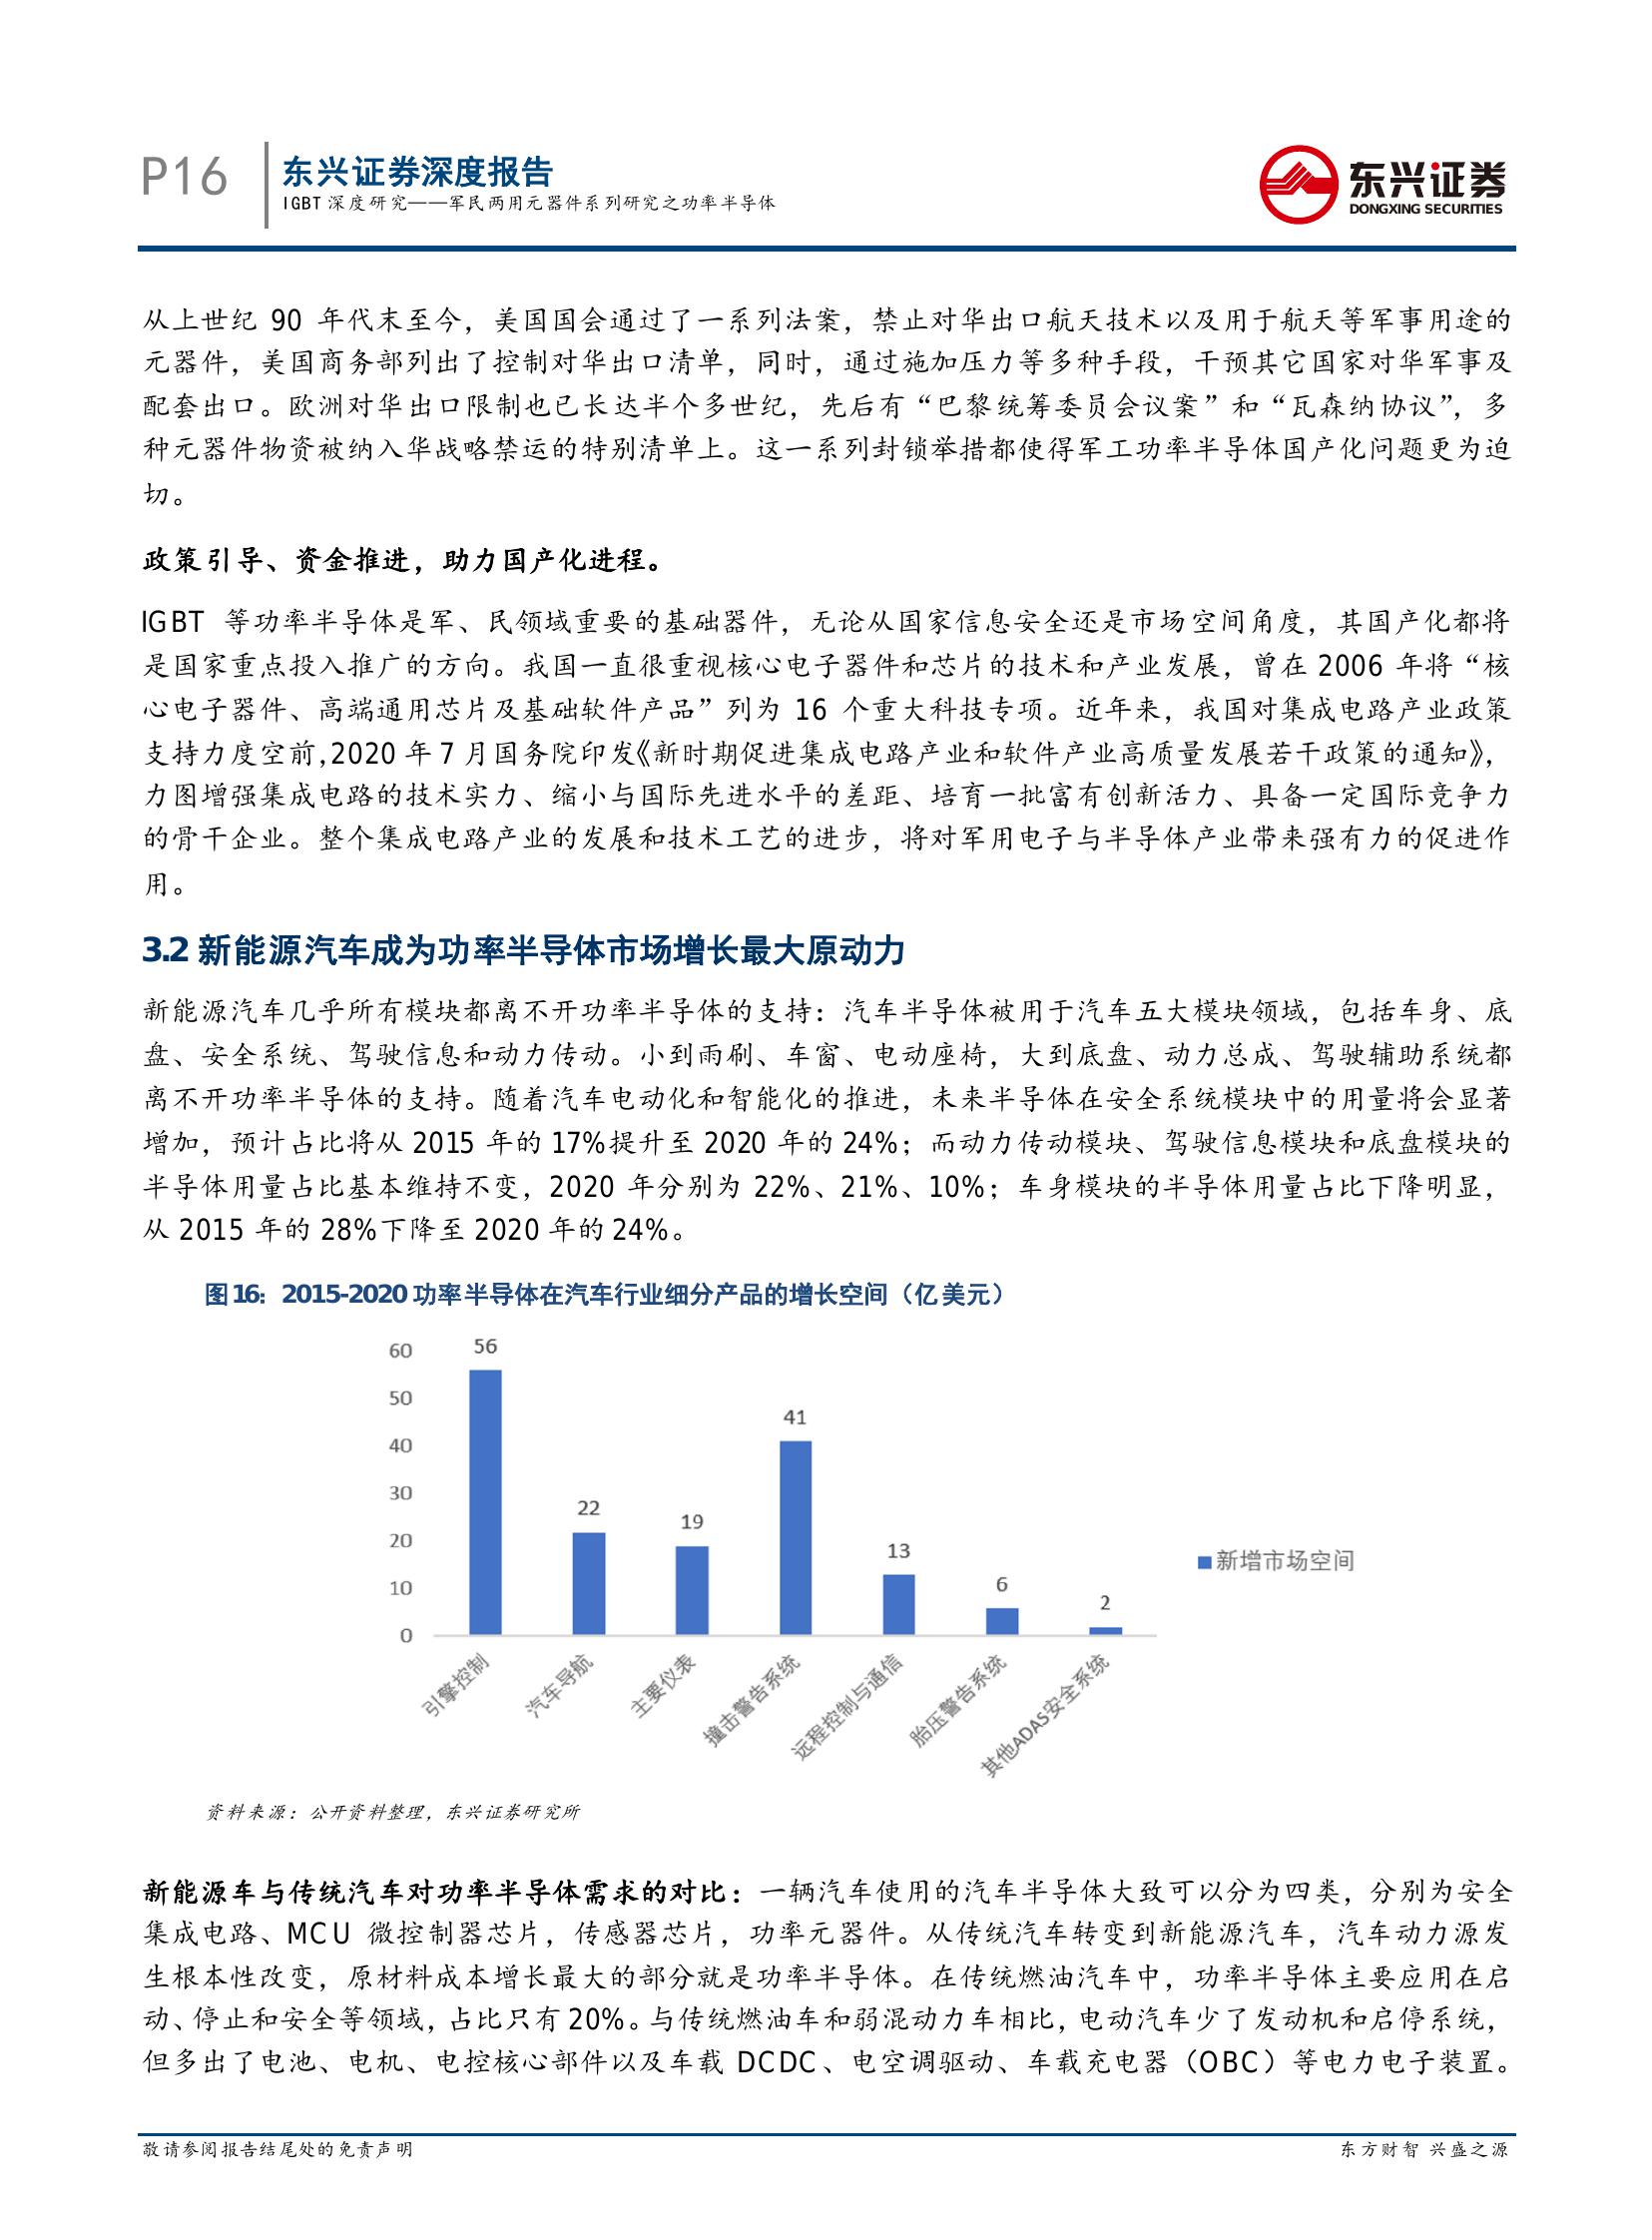 P16
东兴证券深度报告
IGBT 深度研究——军民两用元器件系列研究之功率半导体
东兴证券
DONGXING SECURITIES
从上世纪 90 年代末至今，美国国会通过了一系列法案，禁止对华出口航天技术以及用于航天等军事用途的
元器件，美国商务部列出了控制对华出口清单，同时，通过施加压力等多种手段，干预其它国家对华军事及
配套出口。欧洲对华出口限制也已长达半个多世纪，先后有“巴黎统筹委员会议案”和“瓦森纳协议”，多
种元器件物资被纳入华战略禁运的特别清单上。这一系列封锁举措都使得军工功率半导体国产化问题更为迫
切。
政策引导、资金推进，助力国产化进程。
IGBT 等功率半导体是军、民领域重要的基础器件，无论从国家信息安全还是市场空间角度，其国产化都将
是国家重点投入推广的方向。我国一直很重视核心电子器件和芯片的技术和产业发展，曾在 2006 年将“核
心电子器件、高端通用芯片及基础软件产品”列为 16 个重大科技专项。近年来，我国对集成电路产业政策
支持力度空前,2020 年 7 月国务院印发《新时期促进集成电路产业和软件产业高质量发展若干政策的通知》，
力图增强集成电路的技术实力、缩小与国际先进水平的差距、培育一批富有创新活力、具备一定国际竞争力
的骨干企业。整个集成电路产业的发展和技术工艺的进步，将对军用电子与半导体产业带来强有力的促进作
用。
3.2 新能源汽车成为功率半导体市场增长最大原动力
新能源汽车几乎所有模块都离不开功率半导体的支持：汽车半导体被用于汽车五大模块领域，包括车身、底
盘、安全系统、驾驶信息和动力传动。小到雨刷、车窗、电动座椅，大到底盘、动力总成、驾驶辅助系统都
离不开功率半导体的支持。随着汽车电动化和智能化的推进，未来半导体在安全系统模块中的用量将会显著
增加，预计占比将从 2015 年的 17%提升至 2020 年的 24%；而动力传动模块、驾驶信息模块和底盘模块的
半导体用量占比基本维持不变，2020 年分别为 22%、21%、10%；车身模块的半导体用量占比下降明显，
从 2015 年的 28%下降至 2020 年的 24%。
图16：2015-2020 功率半导体在汽车行业细分产品的增长空间（亿美元）
60
50
40
30
20
10
0
56
22
19
41
13
6
2
引擎控制
汽车导航
主要仪表
撞击警告系统
远程控制与通信
胎压警告系统
其他ADAS安全系统
新增市场空间
资料来源：公开资料整理，东兴证券研究所
新能源车与传统汽车对功率半导体需求的对比：一辆汽车使用的汽车半导体大致可以分为四类，分别为安全
集成电路、MCU 微控制器芯片，传感器芯片，功率元器件。从传统汽车转变到新能源汽车，汽车动力源发
生根本性改变，原材料成本增长最大的部分就是功率半导体。在传统燃油汽车中，功率半导体主要应用在启
动、停止和安全等领域，占比只有 20%。与传统燃油车和弱混动力车相比，电动汽车少了发动机和启停系统，
但多出了电池、电机、电控核心部件以及车载 DCDC、电空调驱动、车载充电器（OBC）等电力电子装置。
敬请参阅报告结尾处的免责声明
东方财智 兴盛之源